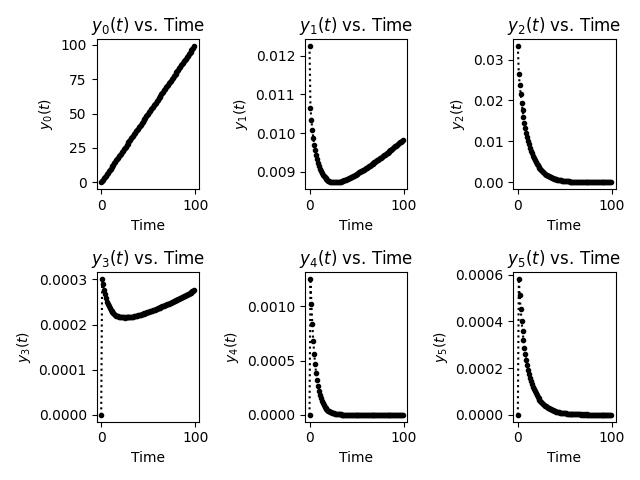 y₀(t) vs. Time
y₁(t) vs. Time
y₂(t) vs. Time
100
75
50
25
0
y₀(t)
0
100
Time
0.012
0.011
0.010
0.009
y₁(t)
0
100
Time
0.03
0.02
0.01
0.00
y₂(t)
0
100
Time
y₃(t) vs. Time
y₄(t) vs. Time
y₅(t) vs. Time
0.0003
0.0002
0.0001
0.0000
y₃(t)
0
100
Time
0.0010
0.0005
0.0000
y₄(t)
0
100
Time
0.0006
0.0004
0.0002
0.0000
y₅(t)
0
100
Time